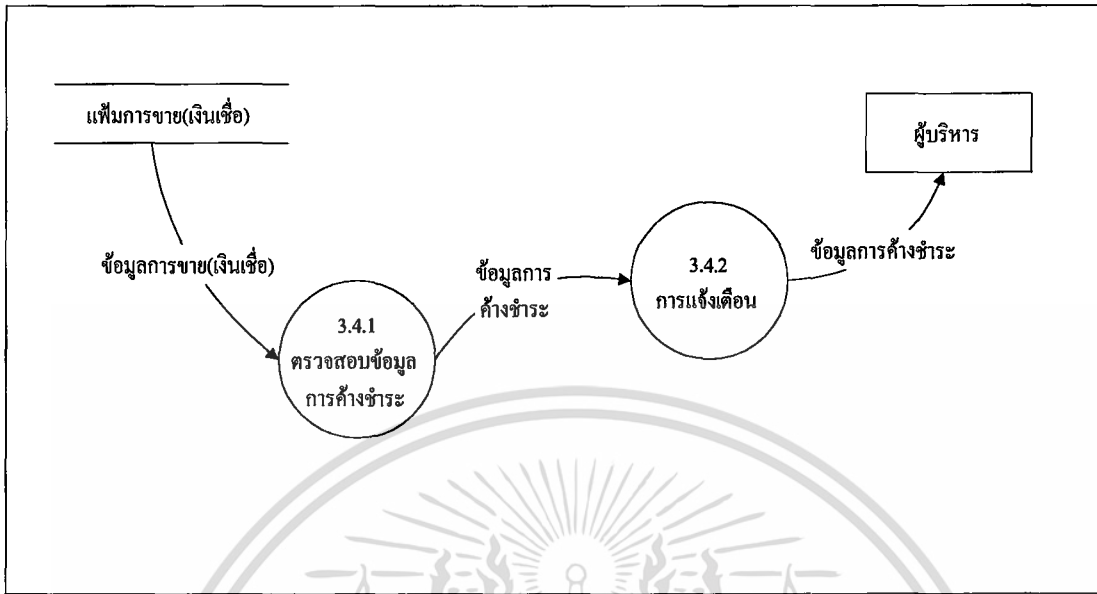 แฟ้มการขาย(เงินเชื่อ)
ผู้บริหาร
ข้อมูลการขาย(เงินเชื่อ)
3.4.1
ตรวจสอบข้อมูล
การค้างชำระ
ข้อมูลการ
ค้างชำระ
3.4.2
การแจ้งเตือน
ข้อมูลการค้างชำระ